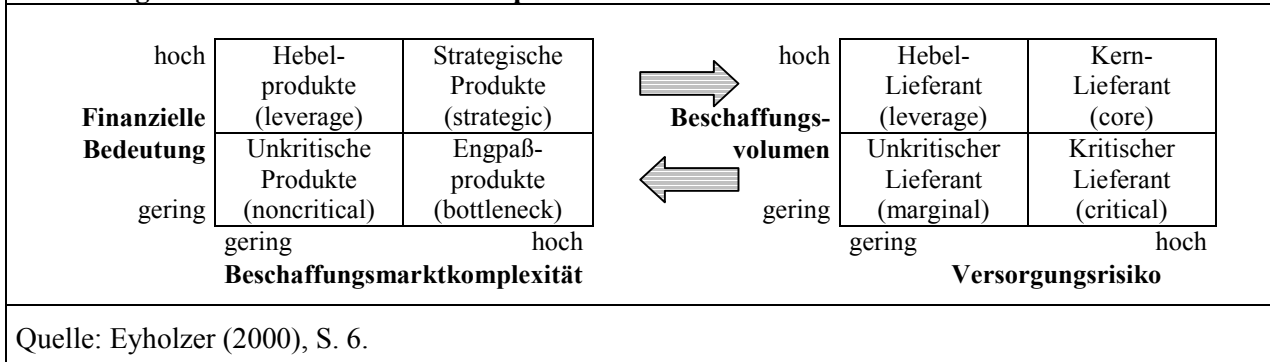 hoch
Hebel-
produkte
(leverage)
Strategische
Produkte
(strategic)
Finanzielle
Bedeutung
Unkritische
Produkte
(noncritical)
Engpaß-
produkte
(bottleneck)
gering
gering hoch
Beschaffungsmarktkomplexität
hoch
Hebel-
Lieferant
(leverage)
Kern-
Lieferant
(core)
Beschaffungs-
volumen
Unkritischer
Lieferant
(marginal)
Kritischer
Lieferant
(critical)
gering
gering hoch
Versorgungsrisiko
Quelle: Eyholzer (2000), S. 6.